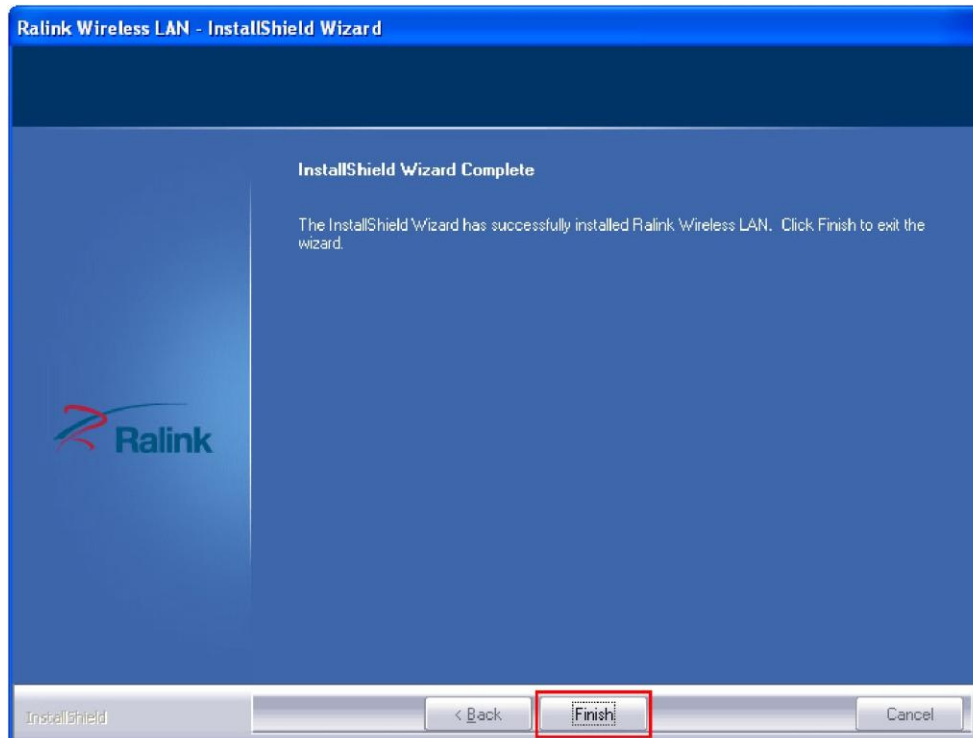 Ralink Wireless LAN - InstallShield Wizard
InstallShield Wizard Complete
The InstallShield Wizard has successfully installed Ralink Wireless LAN. Click Finish to exit the
wizard.
Ralink
InstallShield
< Back
Finish
Cancel